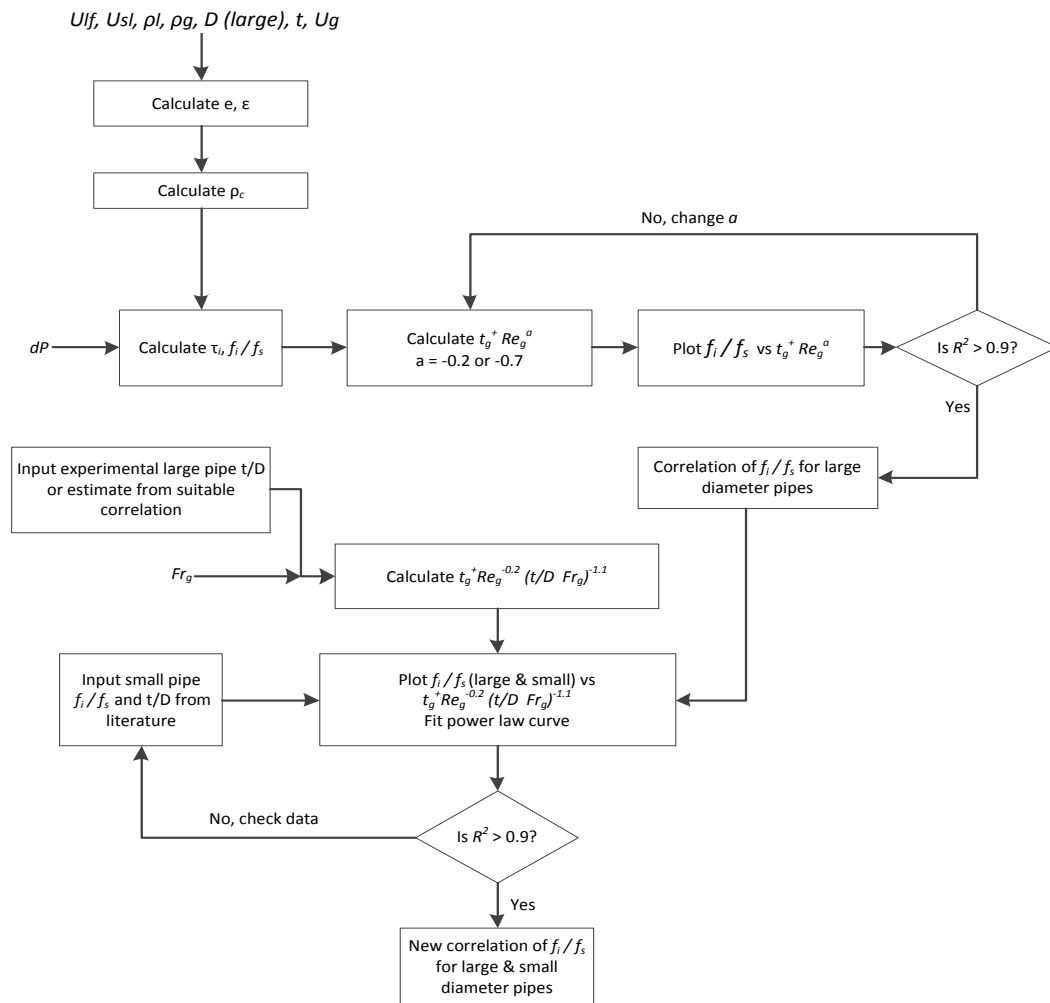 Ulf, Usl, ρl, ρg, D (large), t, Ug
Calculate e, ε
Calculate ρc
No, change a
dP
Calculate τi, fi / fs
Calculate tg+ Rega
a = -0.2 or -0.7
Plot fi / fs vs tg+ Rega
Is R2 > 0.9?
Yes
Input experimental large pipe t/D
or estimate from suitable
correlation
Correlation of fi / fs for large
diameter pipes
Frg
Calculate tg+Reg-0.2 (t/D Frg)-1.1
Input small pipe
fi / fs and t/D from
literature
Plot fi / fs (large & small) vs
tg+Reg-0.2 (t/D Frg)-1.1
Fit power law curve
No, check data
Is R2 > 0.9?
Yes
New correlation of fi / fs
for large & small
diameter pipes